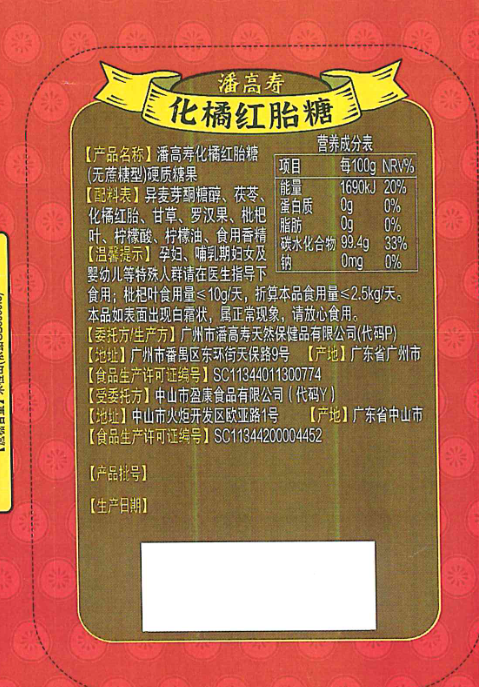 潘高寿
化橘红胎糖
【产品名称】潘高寿化橘红胎糖
(无蔗糖型)硬质糖果
【配料表】异麦芽酮糖醇、茯苓、
化橘红胎、甘草、罗汉果、枇杷
叶、柠檬酸、柠檬油、食用香精
【温馨提示】孕妇、哺乳期妇女及
婴幼儿等特殊人群请在医生指导下
营养成分表
项目 每100g NRV%
能量 1690kJ 20%
蛋白质 0g 0%
脂肪 0g 0%
碳水化合物 99.4g 33%
钠 0mg 0%
食用；枇杷叶食用量≤10g/天，折算本品食用量≤2.5kg/天。
本品如表面出现白霜状，属正常现象，请放心食用。
【委托方/生产方】广州市潘高寿天然保健品有限公司(代码P)
【地址】广州市番禺区东环街天保路9号 【产地】广东省广州市
【食品生产许可证编号】SC11344011300774
【受委托方】中山市盈康食品有限公司（代码Y）
【地址】中山市火炬开发区欧亚路1号 【产地】广东省中山市
【食品生产许可证编号】SC11344200004452
【产品批号】
【生产日期】